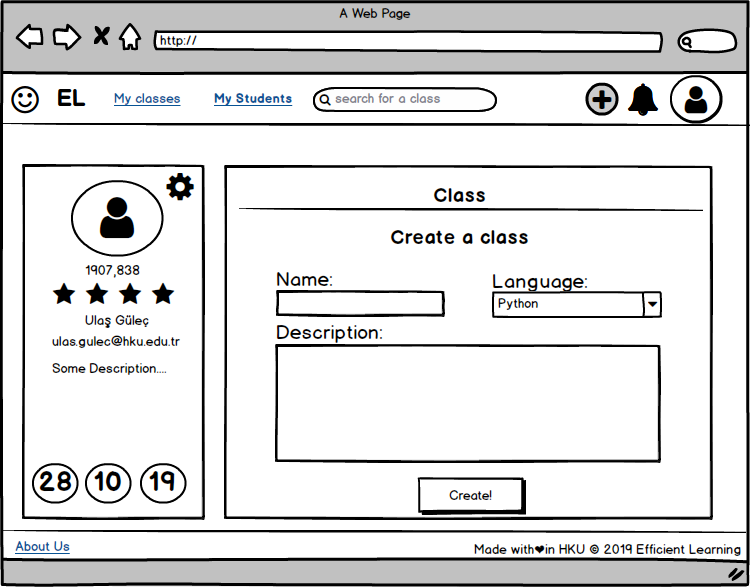 A Web Page
http://
EL
My classes
My Students
search for a class
1907,838
Ulaş Güleç
ulas.gulec@hku.edu.tr
Some Description....
28 10 19
Class
Create a class
Name:
Language:
Python
Description:
Create!
About Us
Made with❤in HKU © 2019 Efficient Learning